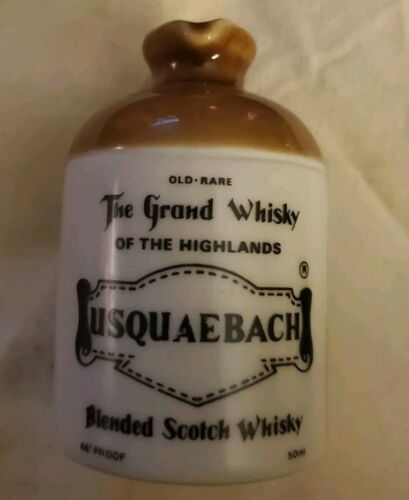 OLD·RARE
The Grand Whisky
OF THE HIGHLANDS
®
USQUAEBACH
Blended Scotch Whisky
86° PROOF 50ml